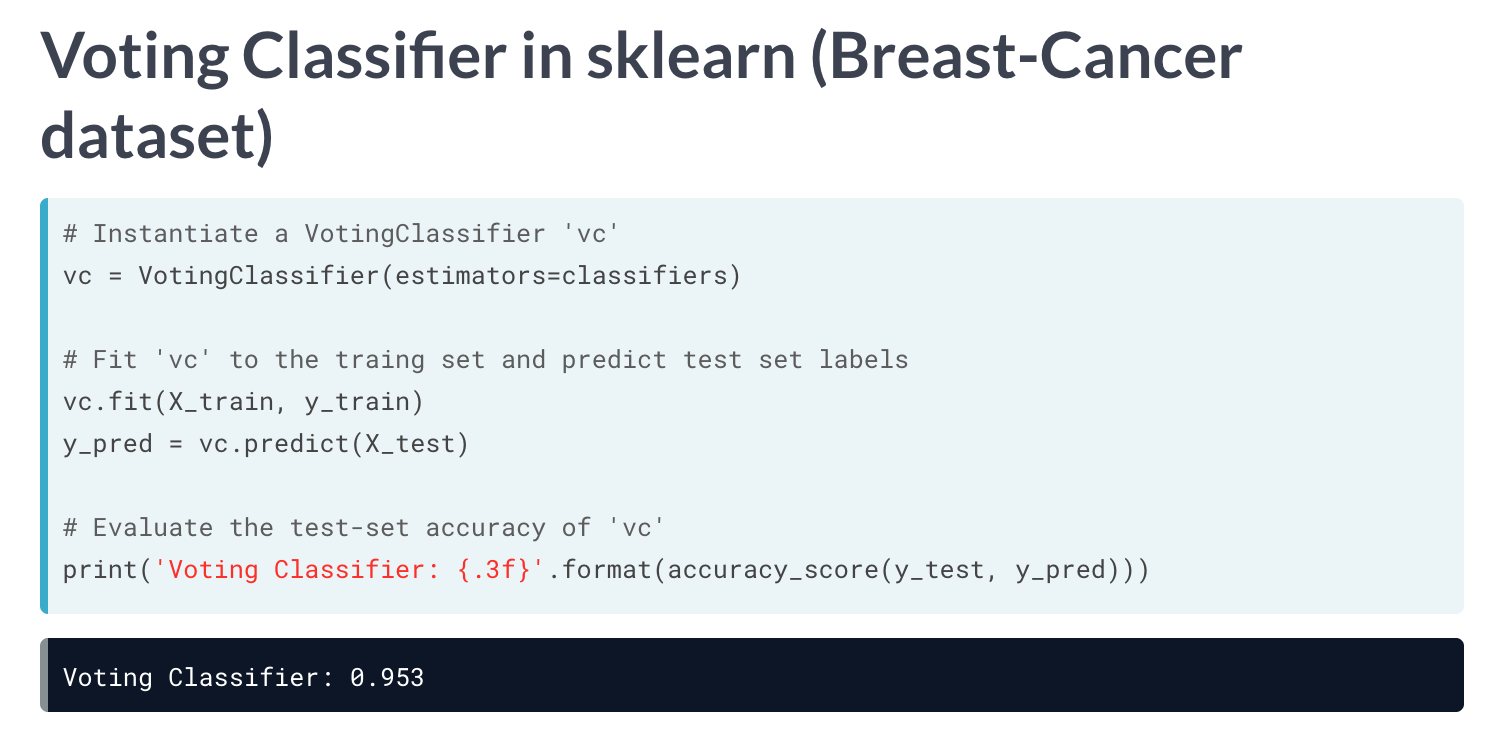 Voting Classifier in sklearn (Breast-Cancer
dataset)
# Instantiate a VotingClassifier 'vc'
vc = VotingClassifier(estimators=classifiers)
# Fit 'vc' to the traing set and predict test set labels
vc.fit(X_train, y_train)
y_pred = vc.predict(X_test)
# Evaluate the test-set accuracy of 'vc'
print('Voting Classifier: {.3f}'.format(accuracy_score(y_test, y_pred)))
Voting Classifier: 0.953